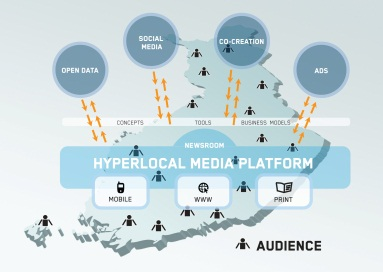 SOCIAL
MEDIA
CO-CREATION
OPEN DATA
ADS
CONCEPTS TOOLS BUSINESS MODELS
NEWSROOM
HYPERLOCAL MEDIA PLATFORM
MOBILE
WWW
PRINT
AUDIENCE